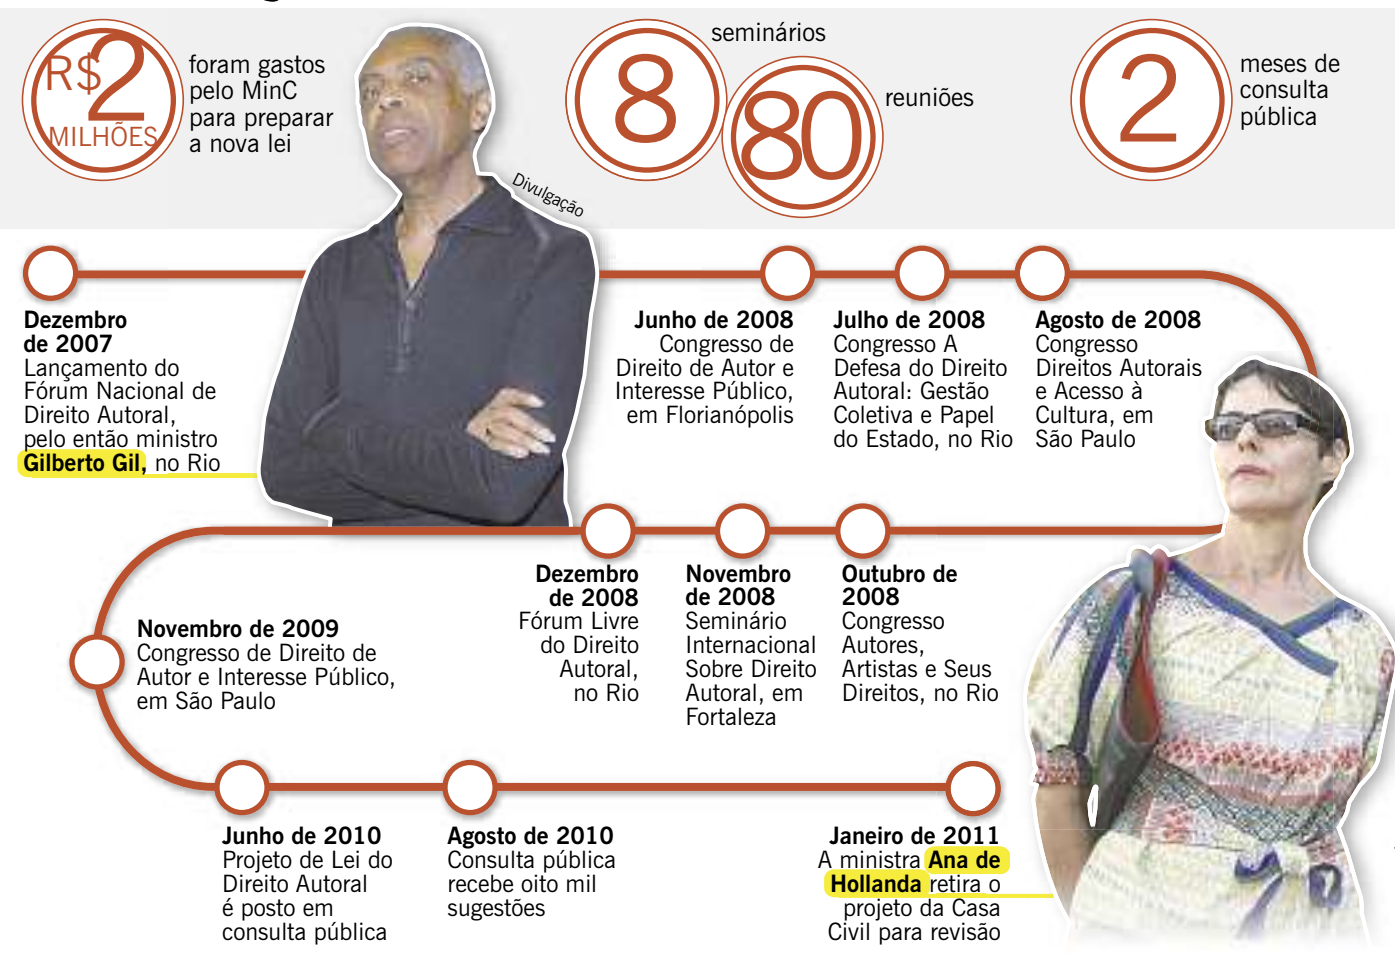 R$2
MILHÕES
foram gastos
pelo MinC
para preparar
a nova lei
Divulgação
8
seminários
80
reuniões
2
meses de
consulta
pública
Dezembro
de 2007
Lançamento do
Fórum Nacional de
Direito Autoral,
pelo então ministro
Gilberto Gil, no Rio
Junho de 2008
Congresso de
Direito de Autor e
Interesse Público,
em Florianópolis
Julho de 2008
Congresso A
Defesa do Direito
Autoral: Gestão
Coletiva e Papel
do Estado, no Rio
Agosto de 2008
Congresso
Direitos Autorais
e Acesso à
Cultura, em
São Paulo
Outubro de
2008
Congresso
Autores,
Artistas e Seus
Direitos, no Rio
Novembro
de 2008
Seminário
Internacional
Sobre Direito
Autoral, em
Fortaleza
Dezembro
de 2008
Fórum Livre
do Direito
Autoral,
no Rio
Novembro de 2009
Congresso de Direito de
Autor e Interesse Público,
em São Paulo
Junho de 2010
Projeto de Lei do
Direito Autoral
é posto em
consulta pública
Agosto de 2010
Consulta pública
recebe oito mil
sugestões
Janeiro de 2011
A ministra Ana de
Hollanda retira o
projeto da Casa
Civil para revisão